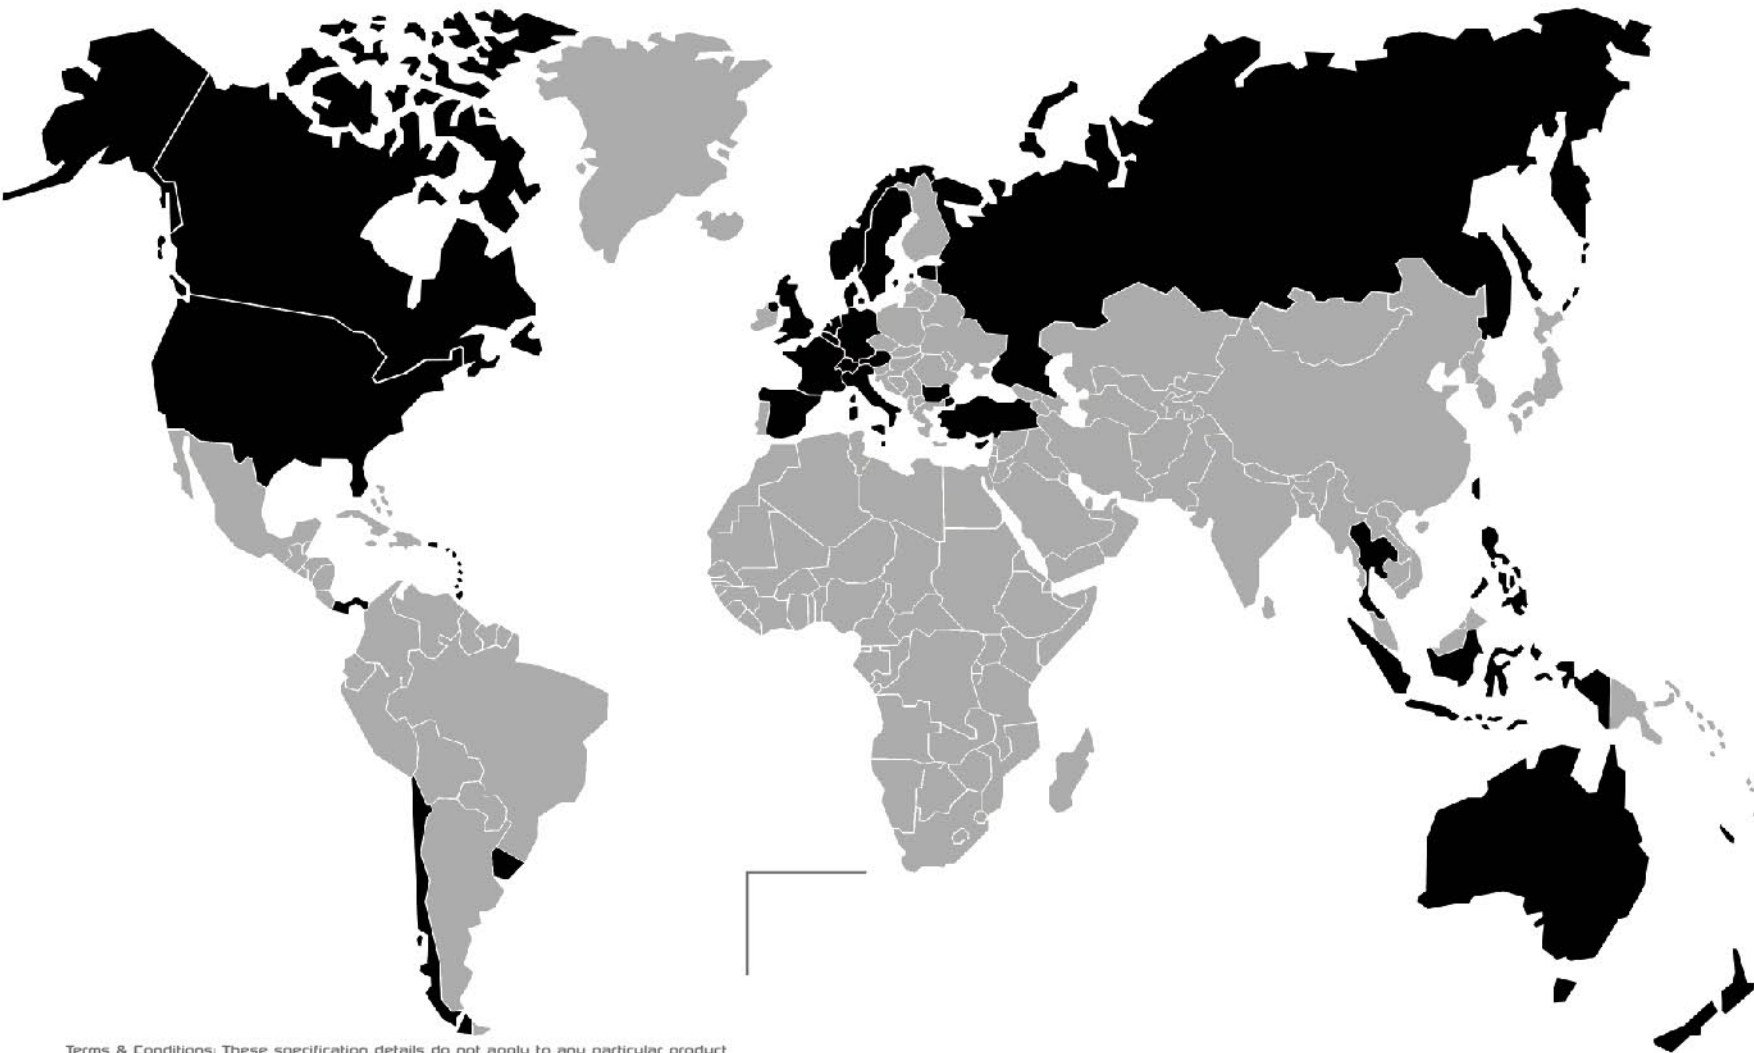 Terms & Conditions: These specification details do not apply to any particular product